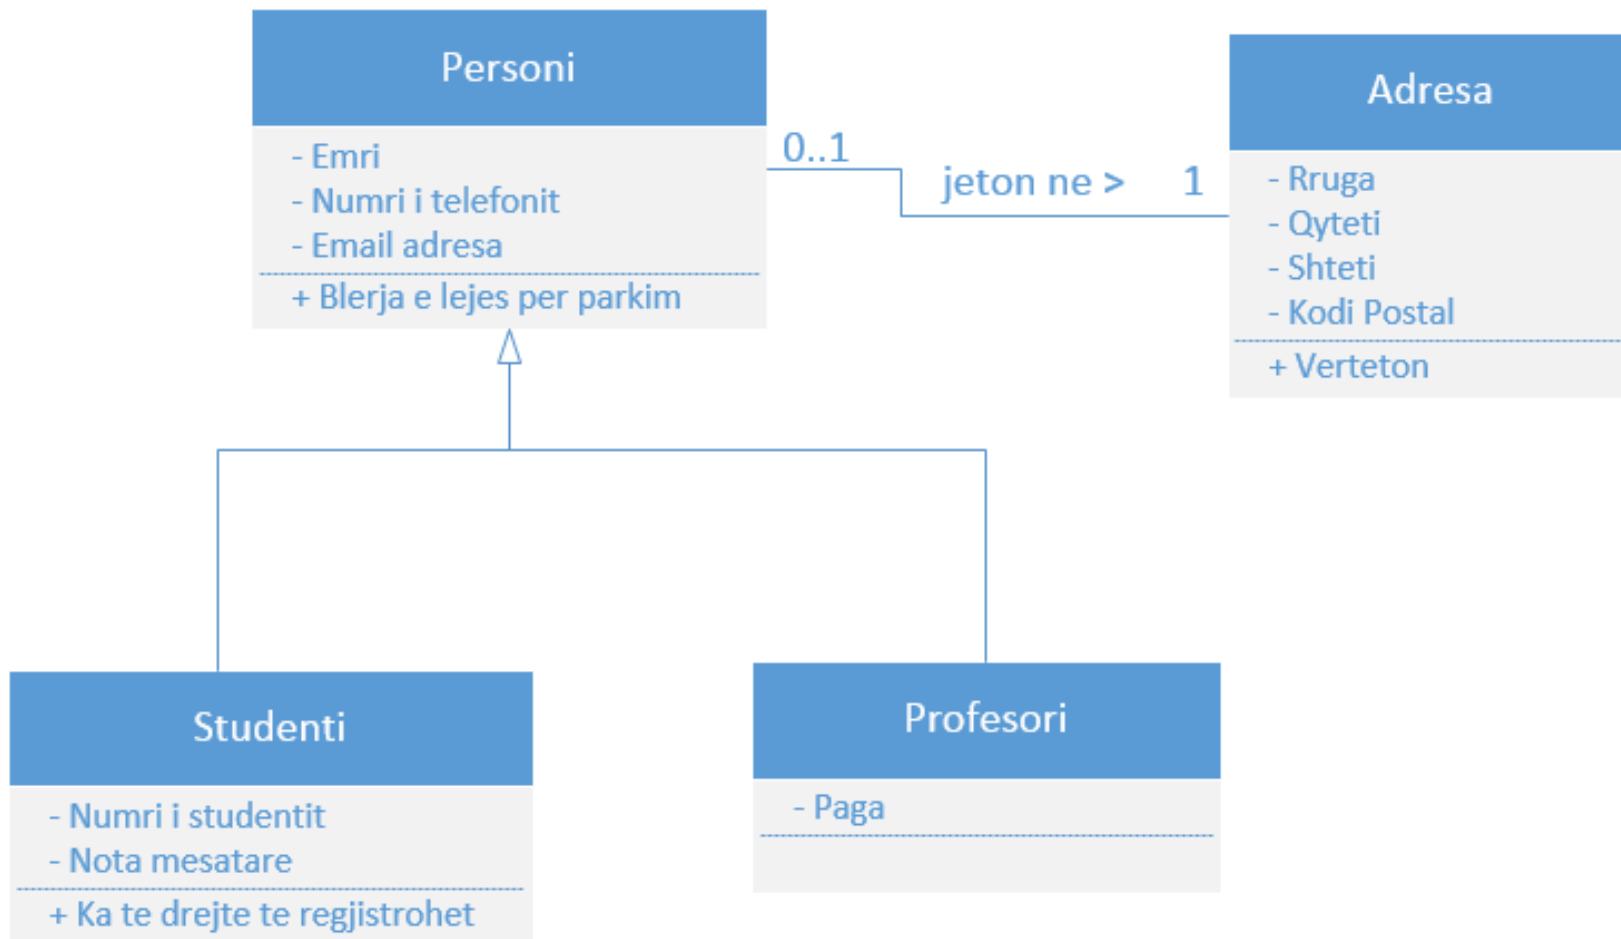 Personi
- Emri
- Numri i telefonit
- Email adresa
+ Blerja e lejes per parkim
0..1
jeton ne > 1
Adresa
- Rruga
- Qyteti
- Shteti
- Kodi Postal
+ Verteton
Studenti
- Numri i studentit
- Nota mesatare
+ Ka te drejte te regjistrohet
Profesori
- Paga